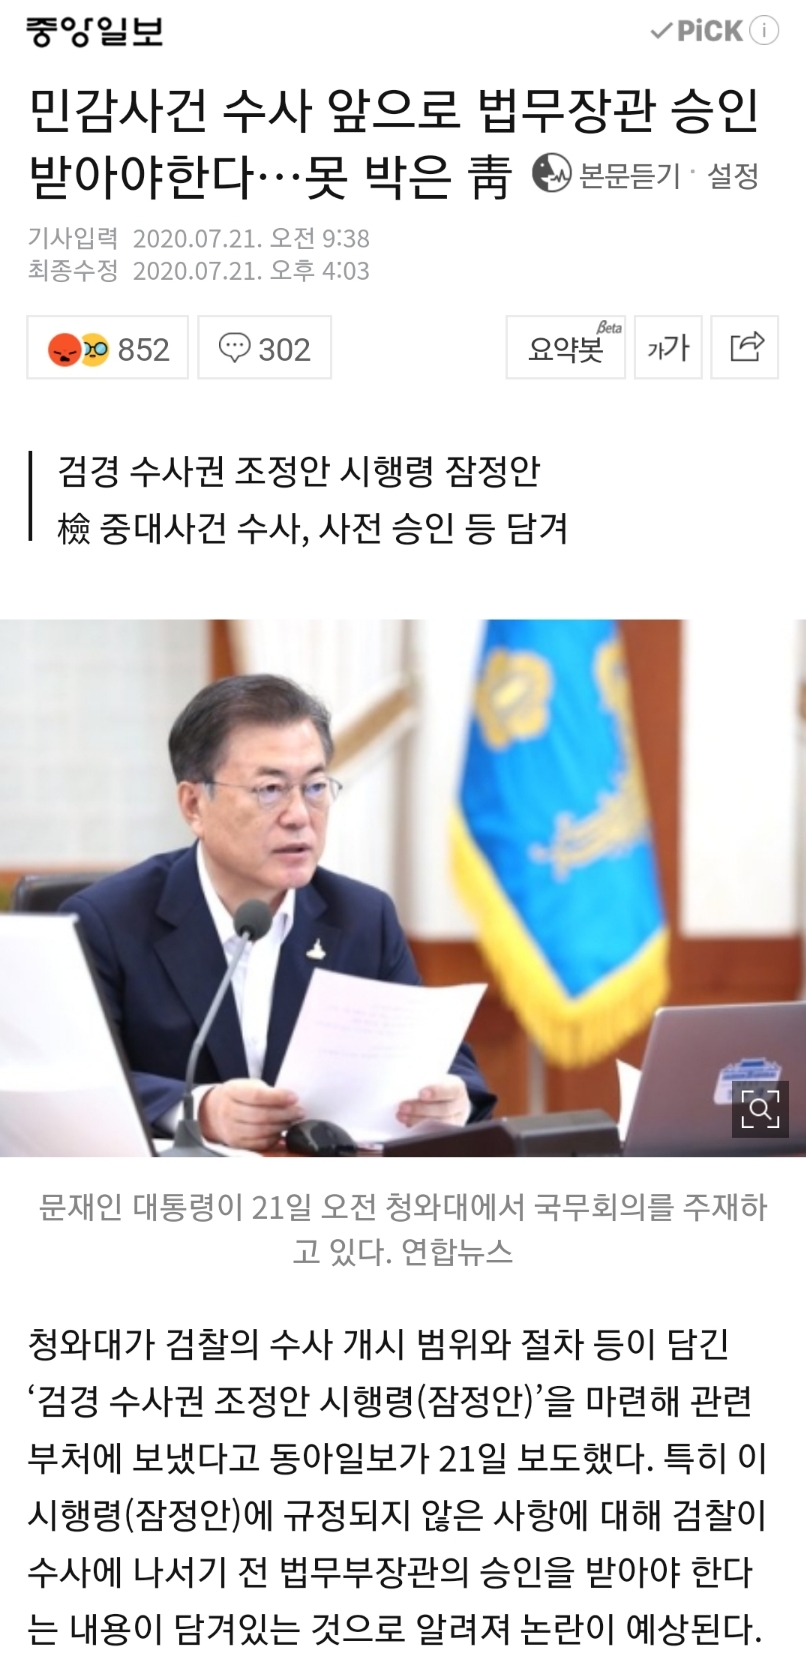 중앙일보
PiCK i
민감사건 수사 앞으로 법무장관 승인
받아야한다…못 박은 靑 본문듣기 · 설정
기사입력 2020.07.21. 오전 9:38
최종수정 2020.07.21. 오후 4:03
852 302 요약봇 Beta 가가
검경 수사권 조정안 시행령 잠정안
檢 중대사건 수사, 사전 승인 등 담겨
문재인 대통령이 21일 오전 청와대에서 국무회의를 주재하
고 있다. 연합뉴스
청와대가 검찰의 수사 개시 범위와 절차 등이 담긴
‘검경 수사권 조정안 시행령(잠정안)’을 마련해 관련
부처에 보냈다고 동아일보가 21일 보도했다. 특히 이
시행령(잠정안)에 규정되지 않은 사항에 대해 검찰이
수사에 나서기 전 법무부장관의 승인을 받아야 한다
는 내용이 담겨있는 것으로 알려져 논란이 예상된다.